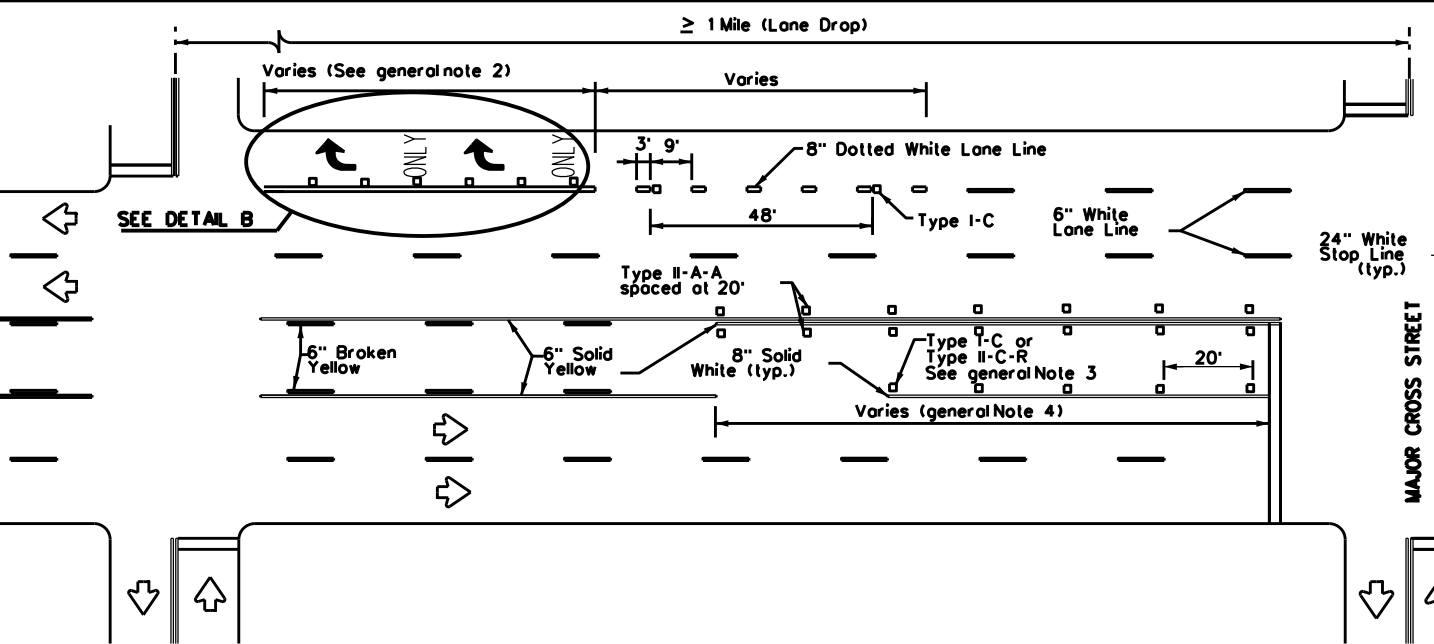 ≥ 1 Mile (Lane Drop)
Varies (See general note 2)
Varies
ONLY
ONLY
3'
9'
8" Dotted White Lane Line
SEE DETAIL B
48'
Type I-C
6" White
Lane Line
24" White
Stop Line
(typ.)
Type II-A-A
spaced at 20'
6" Broken
Yellow
6" Solid
Yellow
8" Solid
White (typ.)
Type I-C or
Type II-C-R
See general Note 3
20'
Varies (general Note 4)
MAJOR CROSS STREET